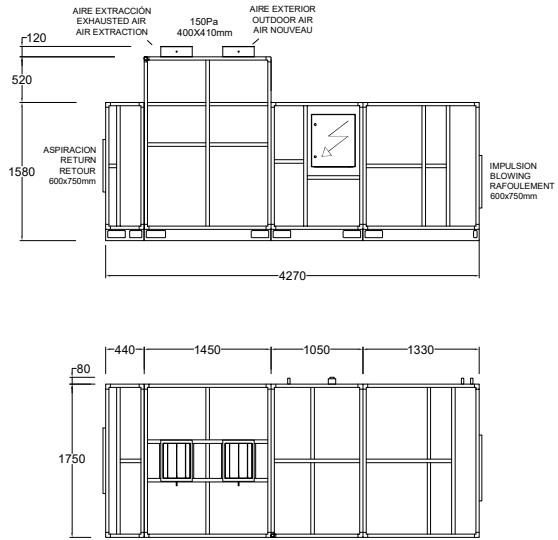 AIRE EXTRACCIÓN
EXHAUSTED AIR
AIR EXTRACTION
150Pa
400X410mm
AIRE EXTERIOR
OUTDOOR AIR
AIR NOUVEAU
120
520
1580
ASPIRACION
RETURN
RETOUR
600x750mm
IMPULSION
BLOWING
RAFOULEMENT
600x750mm
4270
440
1450
1050
1330
80
1750